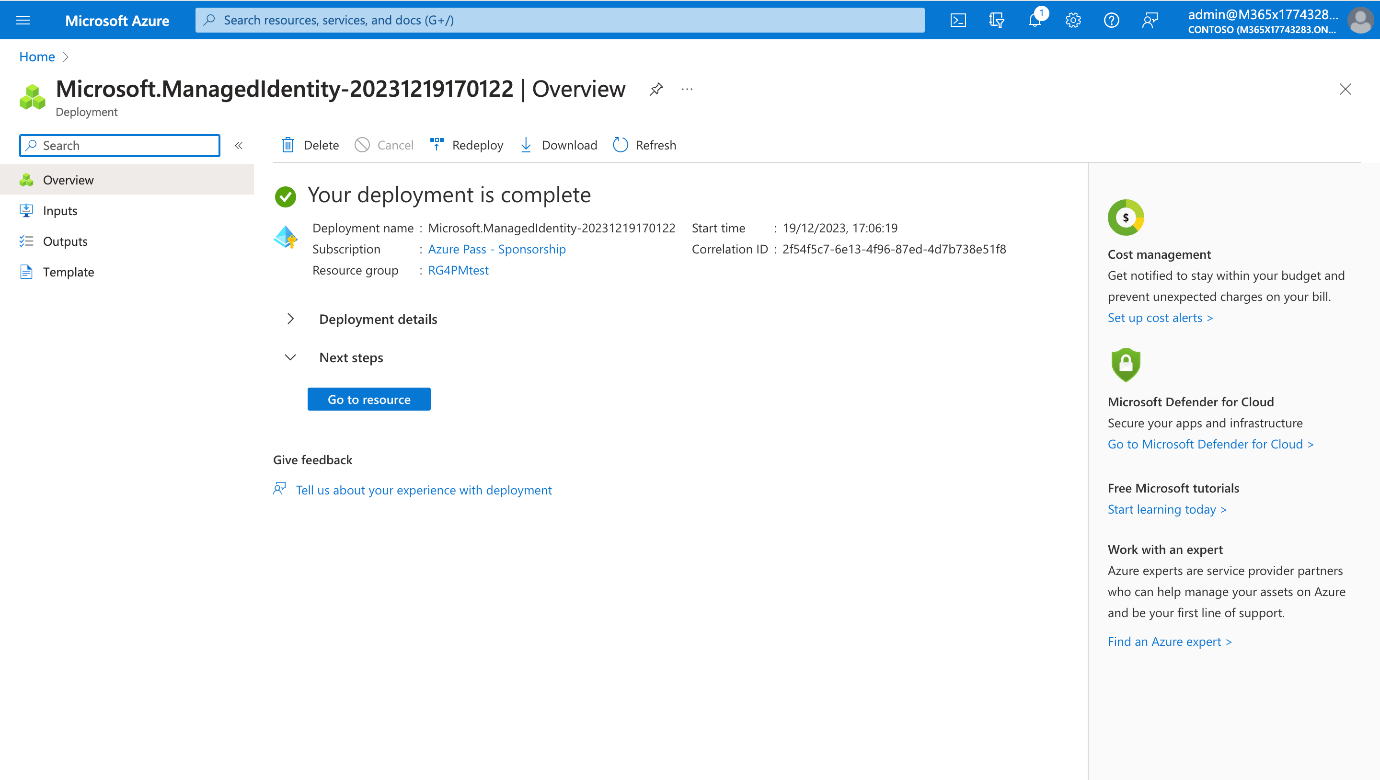 Microsoft Azure
Search resources, services, and docs (G+/)
1
admin@M365x1774328...
CONTOSO (M365X17743283.ON...
Home
Microsoft.ManagedIdentity-20231219170122 | Overview
Deployment
Search
Overview
Inputs
Outputs
Template
Delete
Cancel
Redeploy
Download
Refresh
Your deployment is complete
Deployment name : Microsoft.ManagedIdentity-20231219170122
Subscription : Azure Pass - Sponsorship
Resource group : RG4PMtest
Start time : 19/12/2023, 17:06:19
Correlation ID : 2f54f5c7-6e13-4f96-87ed-4d7b738e51f8
Deployment details
Next steps
Go to resource
Give feedback
Tell us about your experience with deployment
$
Cost management
Get notified to stay within your budget and
prevent unexpected charges on your bill.
Set up cost alerts >
Microsoft Defender for Cloud
Secure your apps and infrastructure
Go to Microsoft Defender for Cloud >
Free Microsoft tutorials
Start learning today >
Work with an expert
Azure experts are service provider partners
who can help manage your assets on Azure
and be your first line of support.
Find an Azure expert >